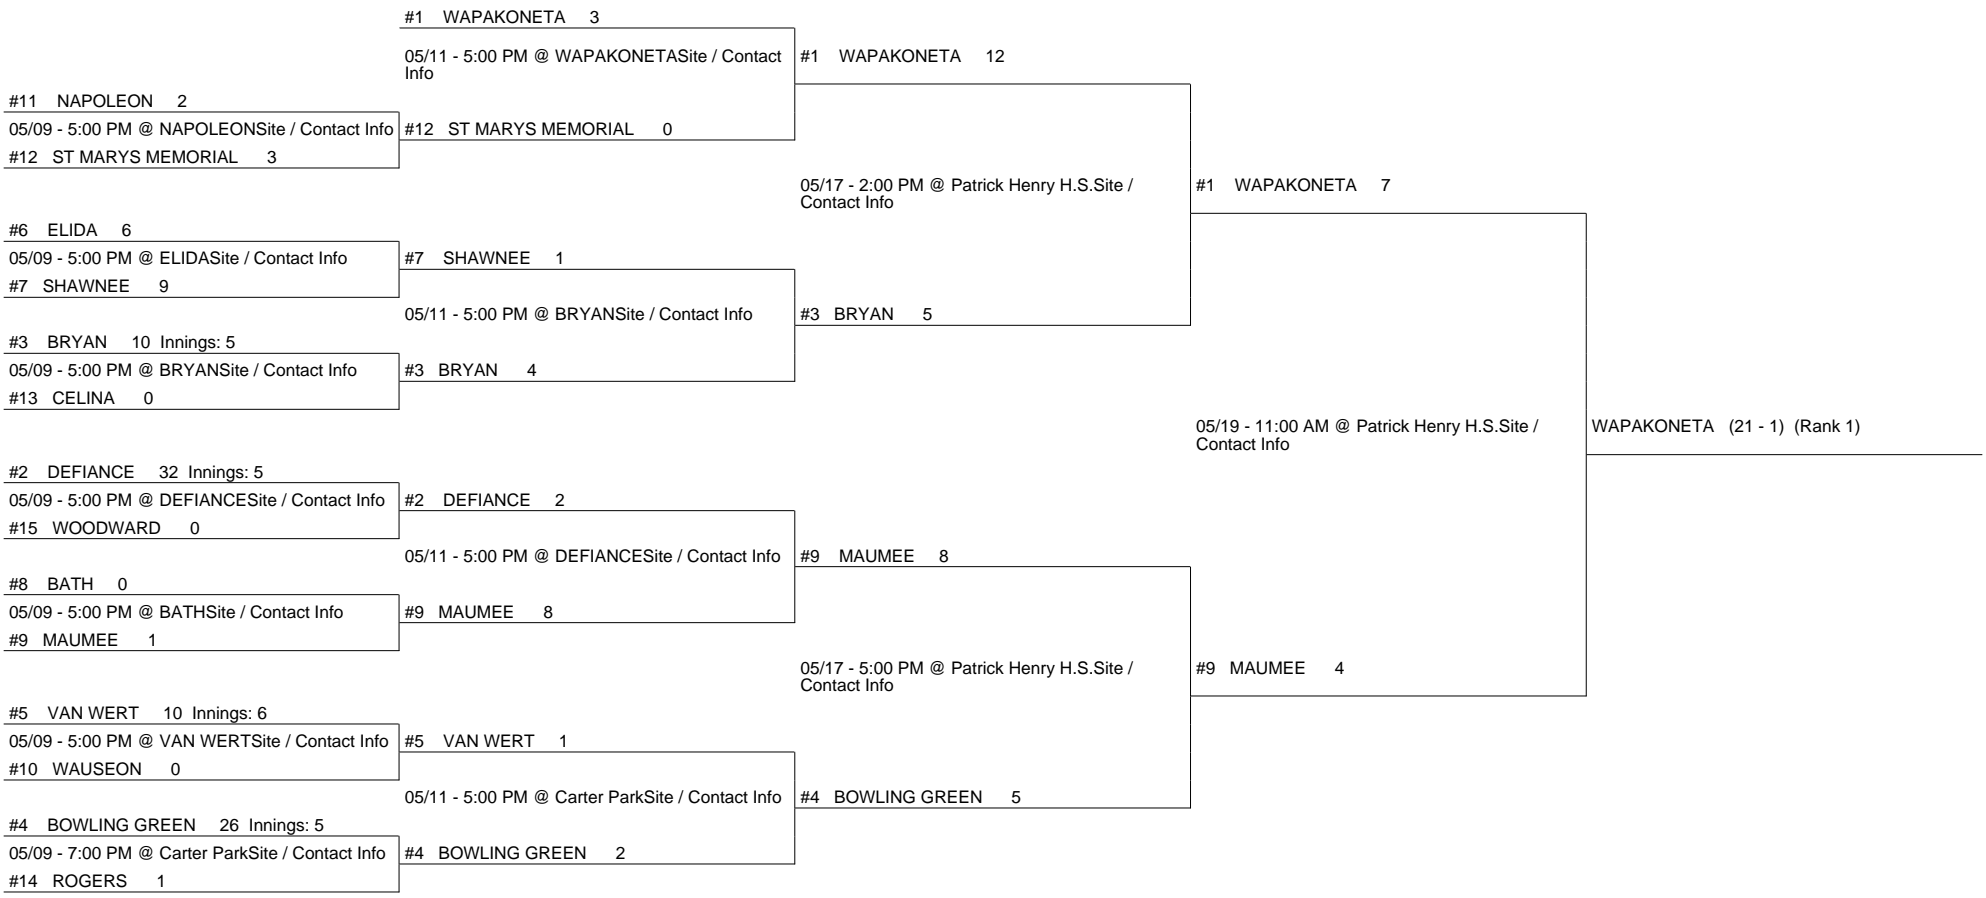 #1 WAPAKONETA 3
05/11 - 5:00 PM @ WAPAKONETASite / Contact
Info
#1 WAPAKONETA 12
#11 NAPOLEON 2
05/09 - 5:00 PM @ NAPOLEONSite / Contact Info
#12 ST MARYS MEMORIAL 0
#12 ST MARYS MEMORIAL 3
05/17 - 2:00 PM @ Patrick Henry H.S.Site /
Contact Info
#1 WAPAKONETA 7
#6 ELIDA 6
05/09 - 5:00 PM @ ELIDASite / Contact Info
#7 SHAWNEE 1
#7 SHAWNEE 9
05/11 - 5:00 PM @ BRYANSite / Contact Info
#3 BRYAN 5
#3 BRYAN 10 Innings: 5
05/09 - 5:00 PM @ BRYANSite / Contact Info
#3 BRYAN 4
#13 CELINA 0
05/19 - 11:00 AM @ Patrick Henry H.S.Site /
Contact Info
WAPAKONETA (21 - 1) (Rank 1)
#2 DEFIANCE 32 Innings: 5
05/09 - 5:00 PM @ DEFIANCESite / Contact Info
#2 DEFIANCE 2
#15 WOODWARD 0
05/11 - 5:00 PM @ DEFIANCESite / Contact Info
#9 MAUMEE 8
#8 BATH 0
05/09 - 5:00 PM @ BATHSite / Contact Info
#9 MAUMEE 8
#9 MAUMEE 1
05/17 - 5:00 PM @ Patrick Henry H.S.Site /
Contact Info
#9 MAUMEE 4
#5 VAN WERT 10 Innings: 6
05/09 - 5:00 PM @ VAN WERTSite / Contact Info
#5 VAN WERT 1
#10 WAUSEON 0
05/11 - 5:00 PM @ Carter ParkSite / Contact Info
#4 BOWLING GREEN 5
#4 BOWLING GREEN 26 Innings: 5
05/09 - 7:00 PM @ Carter ParkSite / Contact Info
#4 BOWLING GREEN 2
#14 ROGERS 1